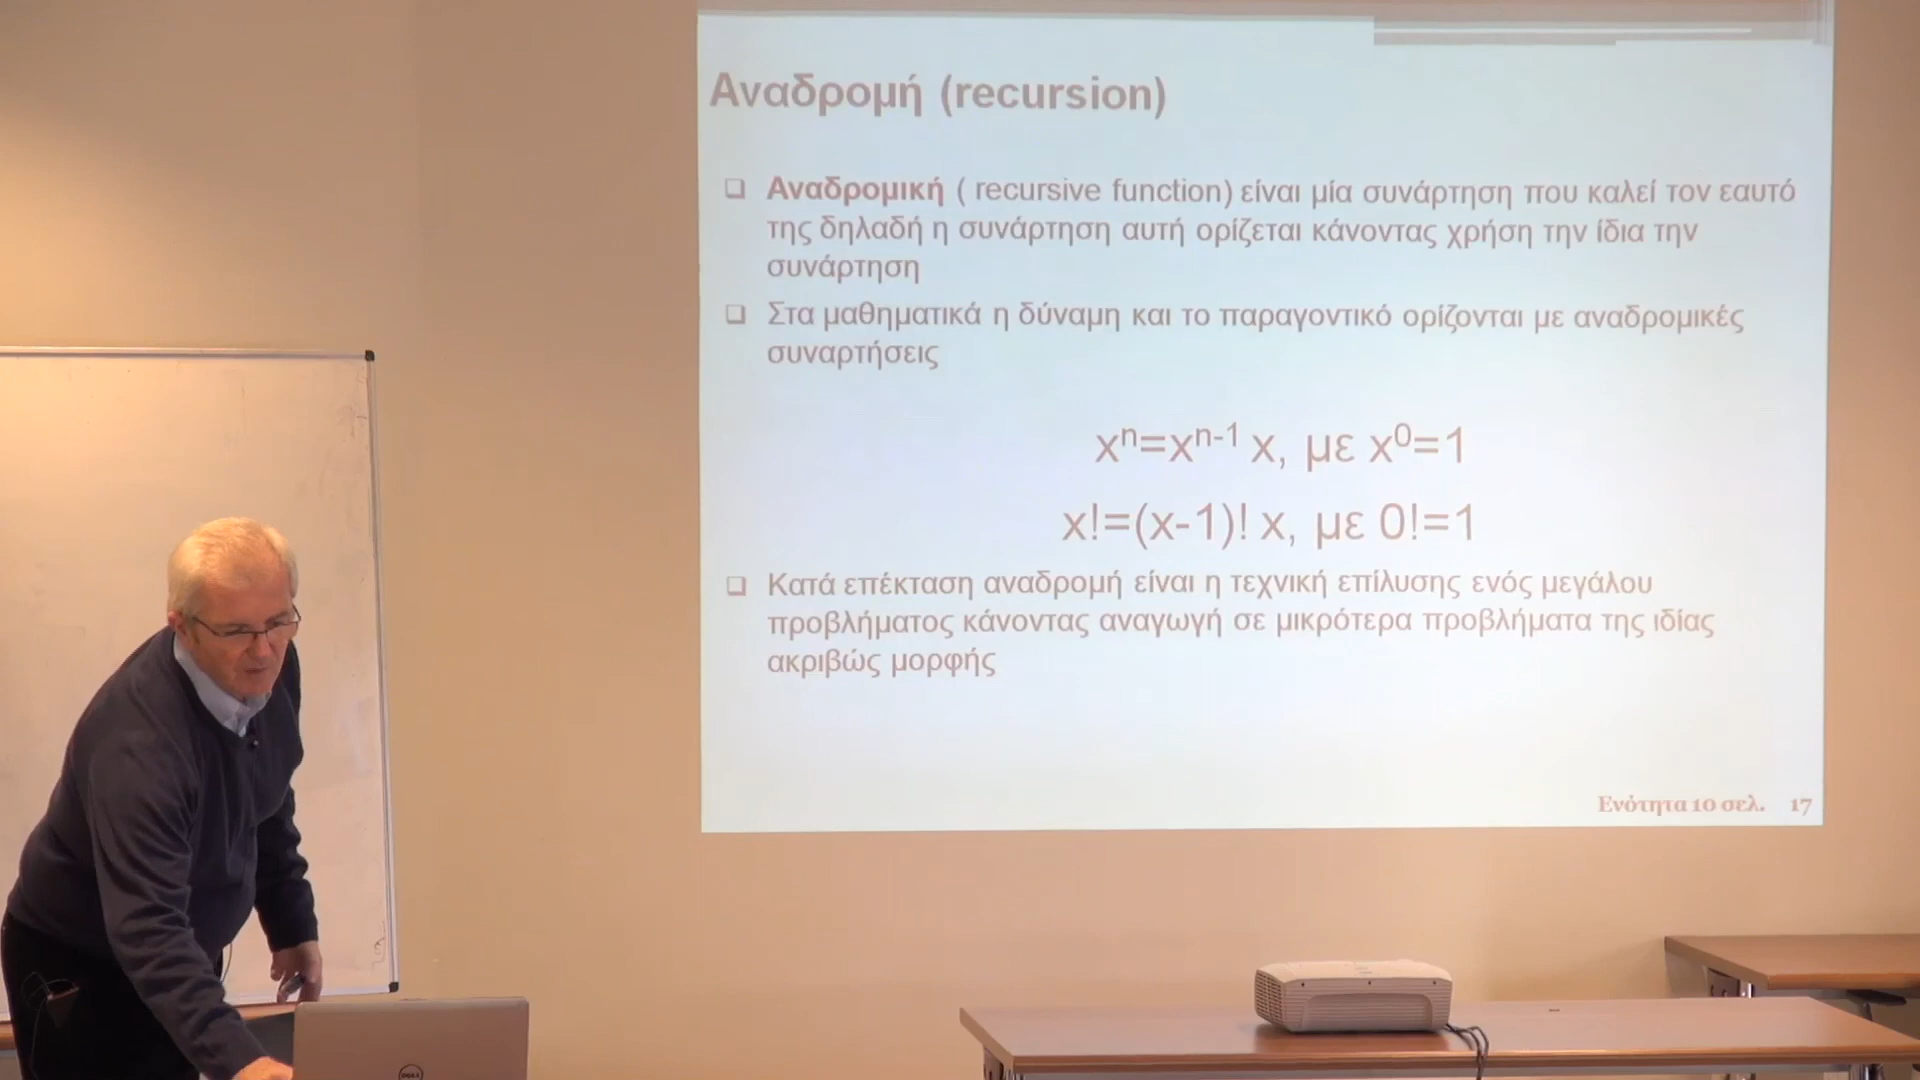 Αναδρομή (recursion)
❑ Αναδρομική ( recursive function) είναι μία συνάρτηση που καλεί τον εαυτό
της δηλαδή η συνάρτηση αυτή ορίζεται κάνοντας χρήση την ίδια την
συνάρτηση
❑ Στα μαθηματικά η δύναμη και το παραγοντικό ορίζονται με αναδρομικές
συναρτήσεις
xⁿ=xⁿ⁻¹ x, με x⁰=1
x!=(x-1)! x, με 0!=1
❑ Κατά επέκταση αναδρομή είναι η τεχνική επίλυσης ενός μεγάλου
προβλήματος κάνοντας αναγωγή σε μικρότερα προβλήματα της ιδίας
ακριβώς μορφής
Ενότητα 10 σελ. 17
DELL